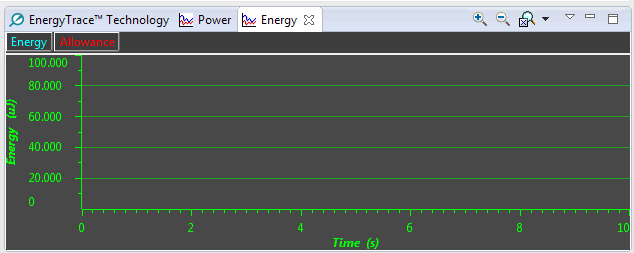 EnergyTrace™ Technology Power Energy
Energy Allowance
100.000
80.000
60.000
40.000
20.000
0
Energy (uJ)
0 2 4 6 8 10
Time (s)